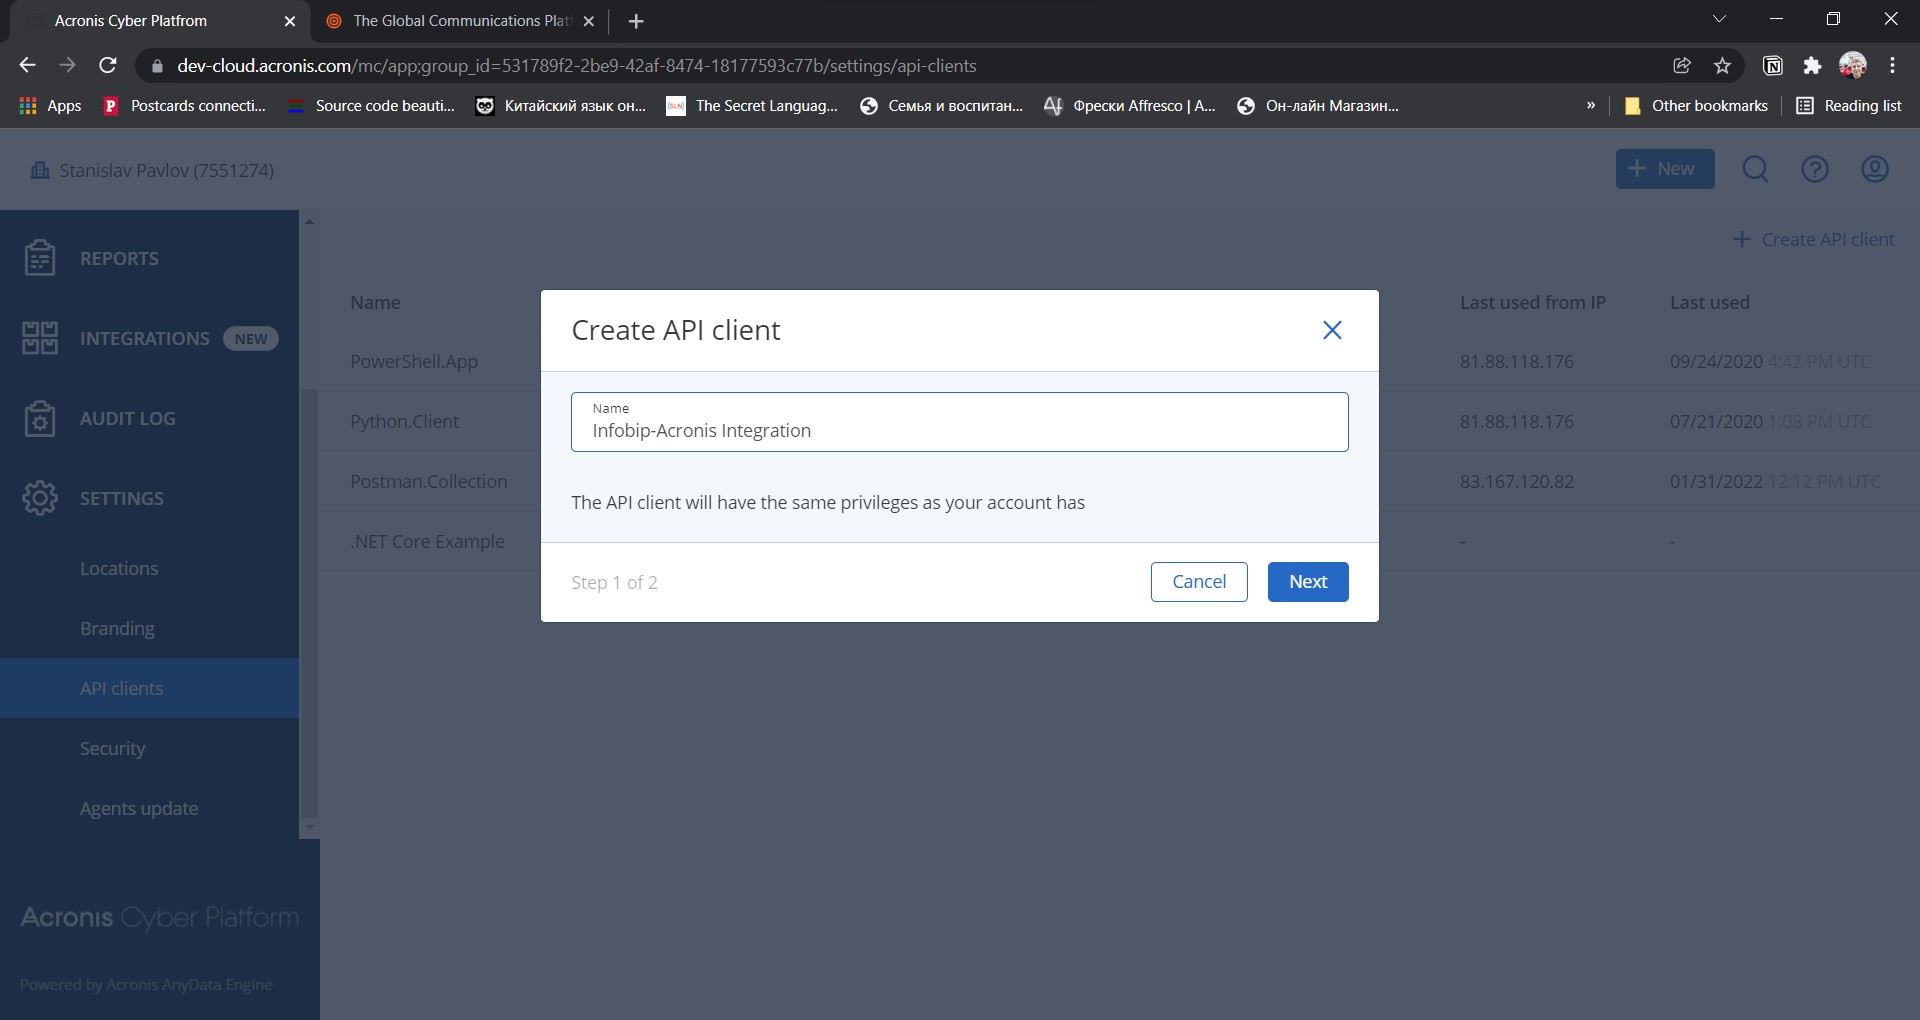 Acronis Cyber Platfrom
The Global Communications Plat
dev-cloud.acronis.com/mc/app;group_id=531789f2-2be9-42af-8474-18177593c77b/settings/api-clients
Apps
Postcards connecti...
Source code beauti...
Китайский язык он...
The Secret Languag...
Семья и воспитан...
Фрески Affresco | A...
Он-лайн Магазин...
»
Other bookmarks
Reading list
Stanislav Pavlov (7551274)
+ New
+ Create API client
REPORTS
INTEGRATIONS NEW
AUDIT LOG
SETTINGS
Locations
Branding
API clients
Security
Agents update
Acronis Cyber Platform
Powered by Acronis AnyData Engine
Name
Last used from IP
Last used
PowerShell.App
81.88.118.176
09/24/2020 4:42 PM UTC
Python.Client
81.88.118.176
07/21/2020 1:08 PM UTC
Postman.Collection
83.167.120.82
01/31/2022 12:12 PM UTC
.NET Core Example
-
-
Create API client
Name
Infobip-Acronis Integration
The API client will have the same privileges as your account has
Step 1 of 2
Cancel
Next